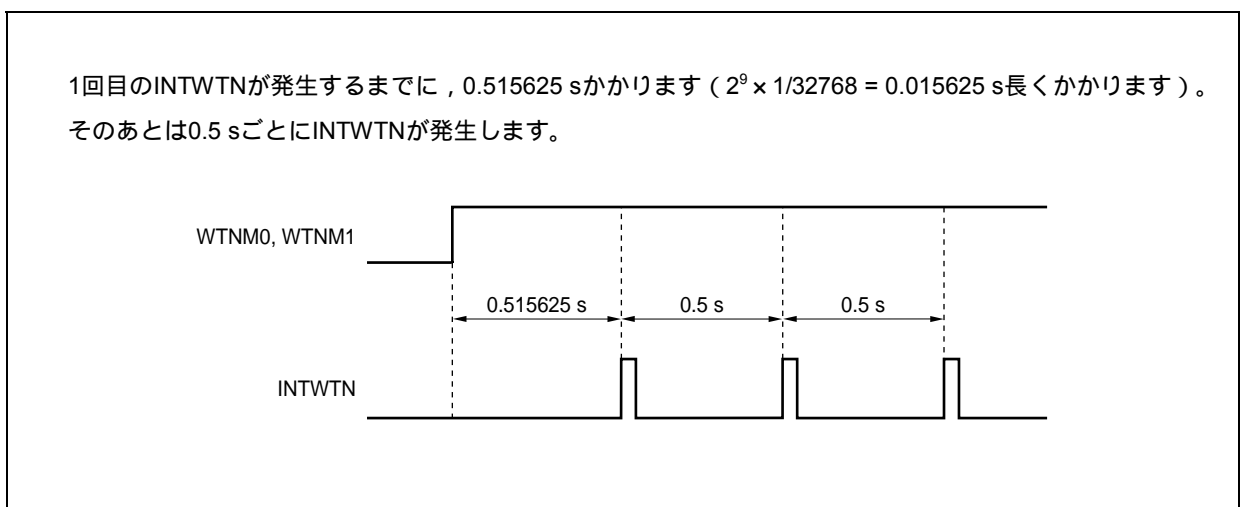 1回目のINTWTNが発生するまでに，0.515625 sかかります（2⁹ × 1/32768 = 0.015625 s長くかかります）。
そのあとは0.5 sごとにINTWTNが発生します。
WTNM0, WTNM1
0.515625 s 0.5 s 0.5 s
INTWTN